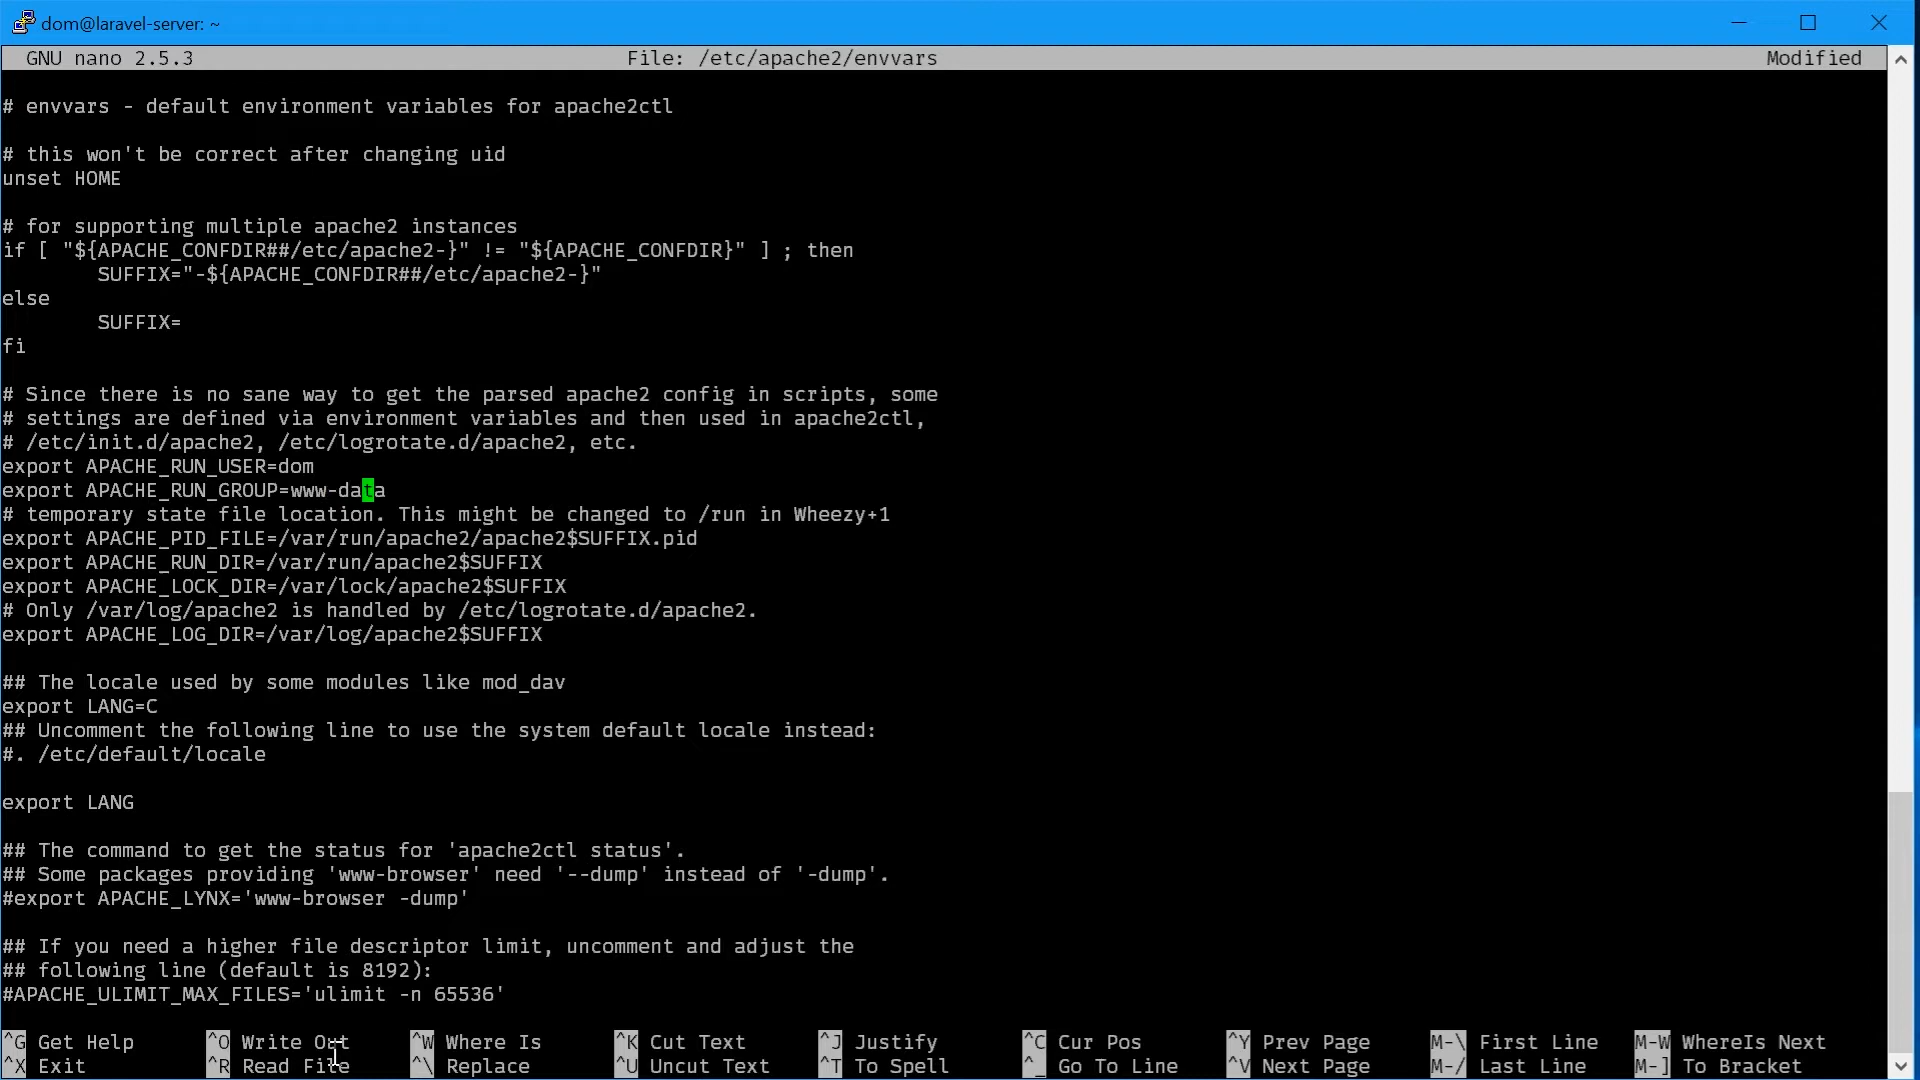 dom@laravel-server: ~
GNU nano 2.5.3 File: /etc/apache2/envvars Modified
# envvars - default environment variables for apache2ctl
# this won't be correct after changing uid
unset HOME
# for supporting multiple apache2 instances
if [ "${APACHE_CONFDIR##/etc/apache2-}" != "${APACHE_CONFDIR}" ] ; then
        SUFFIX="-${APACHE_CONFDIR##/etc/apache2-}"
else
        SUFFIX=
fi
# Since there is no sane way to get the parsed apache2 config in scripts, some
# settings are defined via environment variables and then used in apache2ctl,
# /etc/init.d/apache2, /etc/logrotate.d/apache2, etc.
export APACHE_RUN_USER=dom
export APACHE_RUN_GROUP=www-data
# temporary state file location. This might be changed to /run in Wheezy+1
export APACHE_PID_FILE=/var/run/apache2/apache2$SUFFIX.pid
export APACHE_RUN_DIR=/var/run/apache2$SUFFIX
export APACHE_LOCK_DIR=/var/lock/apache2$SUFFIX
# Only /var/log/apache2 is handled by /etc/logrotate.d/apache2.
export APACHE_LOG_DIR=/var/log/apache2$SUFFIX
## The locale used by some modules like mod_dav
export LANG=C
## Uncomment the following line to use the system default locale instead:
#. /etc/default/locale
export LANG
## The command to get the status for 'apache2ctl status'.
## Some packages providing 'www-browser' need '--dump' instead of '-dump'.
#export APACHE_LYNX='www-browser -dump'
## If you need a higher file descriptor limit, uncomment and adjust the
## following line (default is 8192):
#APACHE_ULIMIT_MAX_FILES='ulimit -n 65536'
^G Get Help ^O Write Out ^W Where Is ^K Cut Text ^J Justify ^C Cur Pos ^Y Prev Page M-\ First Line M-W WhereIs Next
^X Exit ^R Read File ^\ Replace ^U Uncut Text ^T To Spell ^_ Go To Line ^V Next Page M-/ Last Line M-] To Bracket